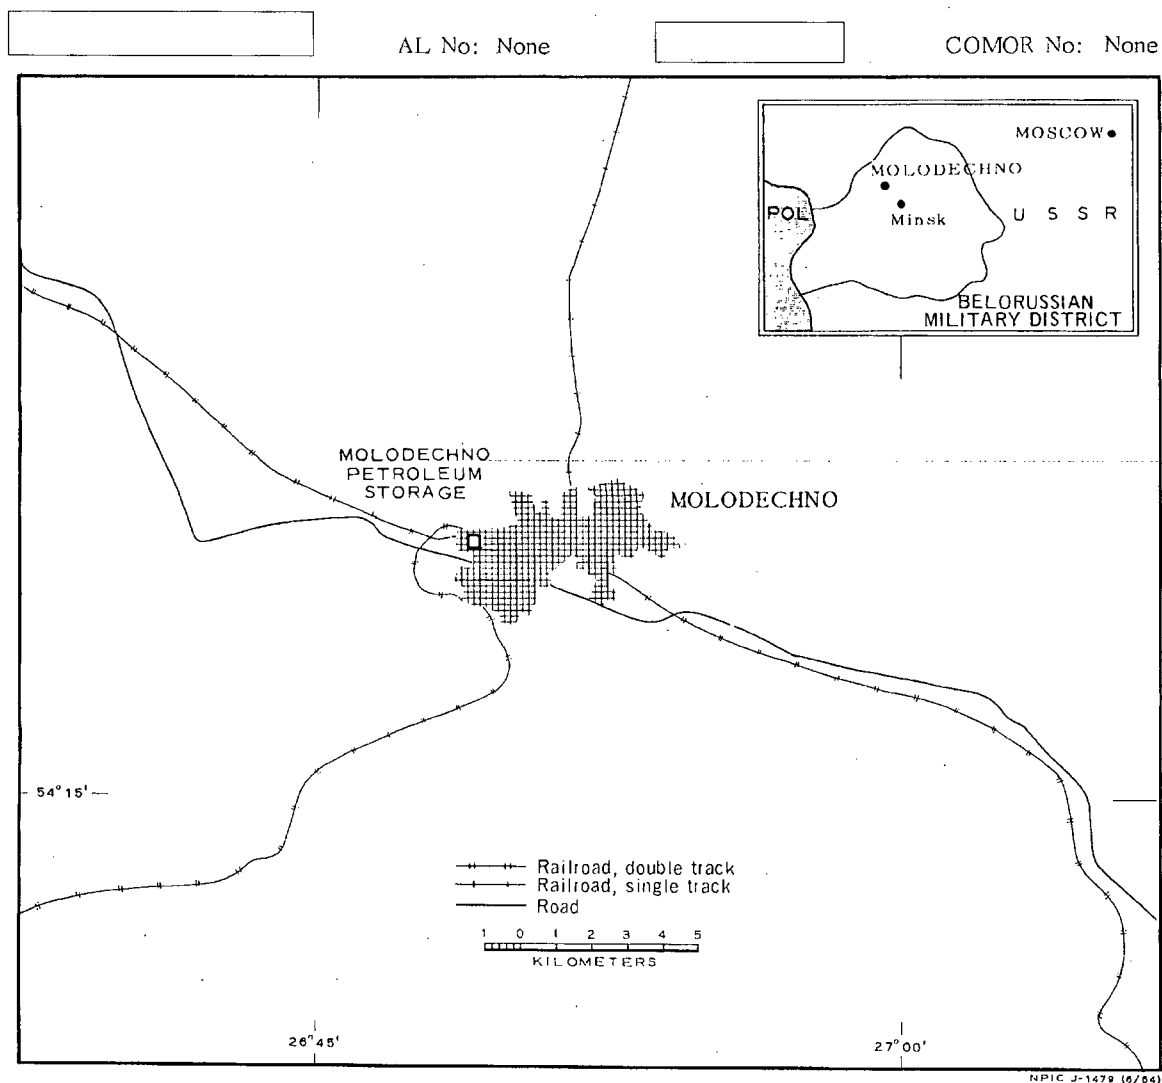 AL No: None
COMOR No: None
MOSCOW
MOLODECHNO
POL
Minsk
U S S R
BELORUSSIAN
MILITARY DISTRICT
MOLODECHNO
PETROLEUM
STORAGE
MOLODECHNO
54°15'
Railroad, double track
Railroad, single track
Road
1 0 1 2 3 4 5
KILOMETERS
26°45'
27°00'
NPIC J-1479 (6/64)